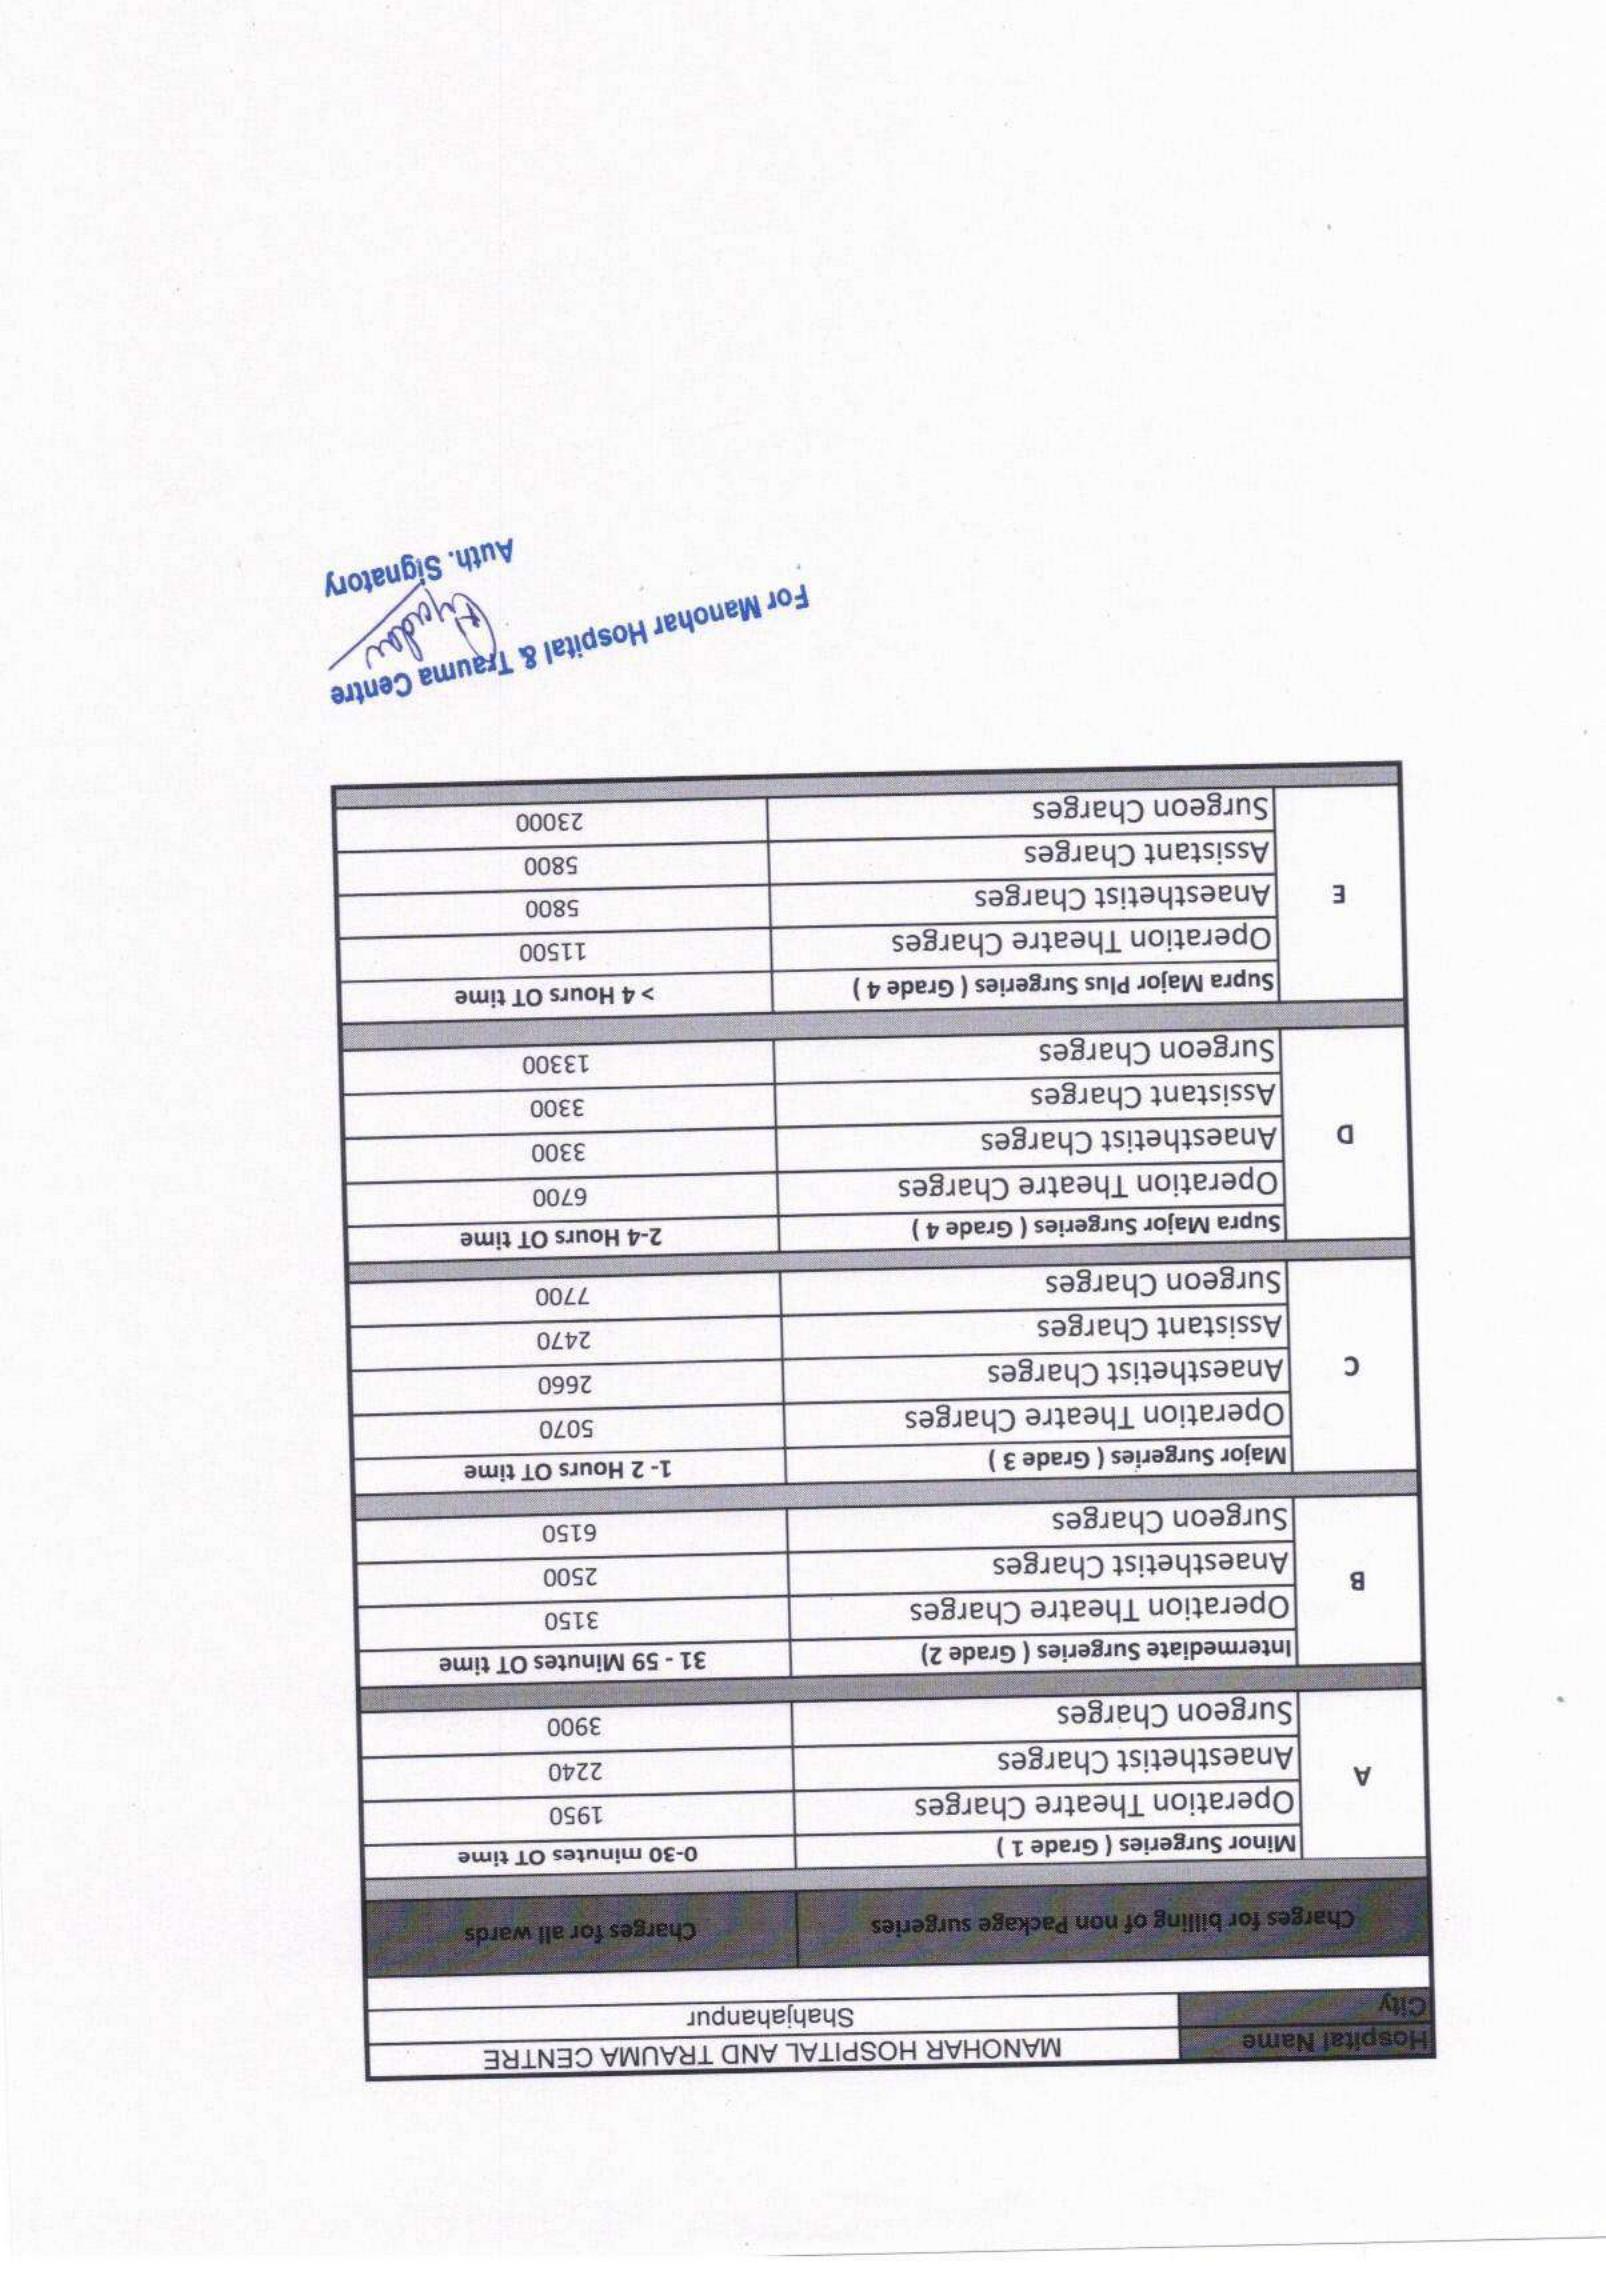 Hospital Name MANOHAR HOSPITAL AND TRAUMA CENTRE
City Shahjahanpur
Charges for billing of non Package surgeries Charges for all wards
A
Minor Surgeries ( Grade 1 ) 0-30 minutes OT time
Operation Theatre Charges 1950
Anaesthetist Charges 2240
Surgeon Charges 3900
B
Intermediate Surgeries ( Grade 2) 31 - 59 Minutes OT time
Operation Theatre Charges 3150
Anaesthetist Charges 2500
Surgeon Charges 6150
C
Major Surgeries ( Grade 3 ) 1- 2 Hours OT time
Operation Theatre Charges 5070
Anaesthetist Charges 2660
Assistant Charges 2470
Surgeon Charges 7700
D
Supra Major Surgeries ( Grade 4 ) 2-4 Hours OT time
Operation Theatre Charges 6700
Anaesthetist Charges 3300
Assistant Charges 3300
Surgeon Charges 13300
E
Supra Major Plus Surgeries ( Grade 4 ) > 4 Hours OT time
Operation Theatre Charges 11500
Anaesthetist Charges 5800
Assistant Charges 5800
Surgeon Charges 23000
For Manohar Hospital & Trauma Centre
Auth. Signatory